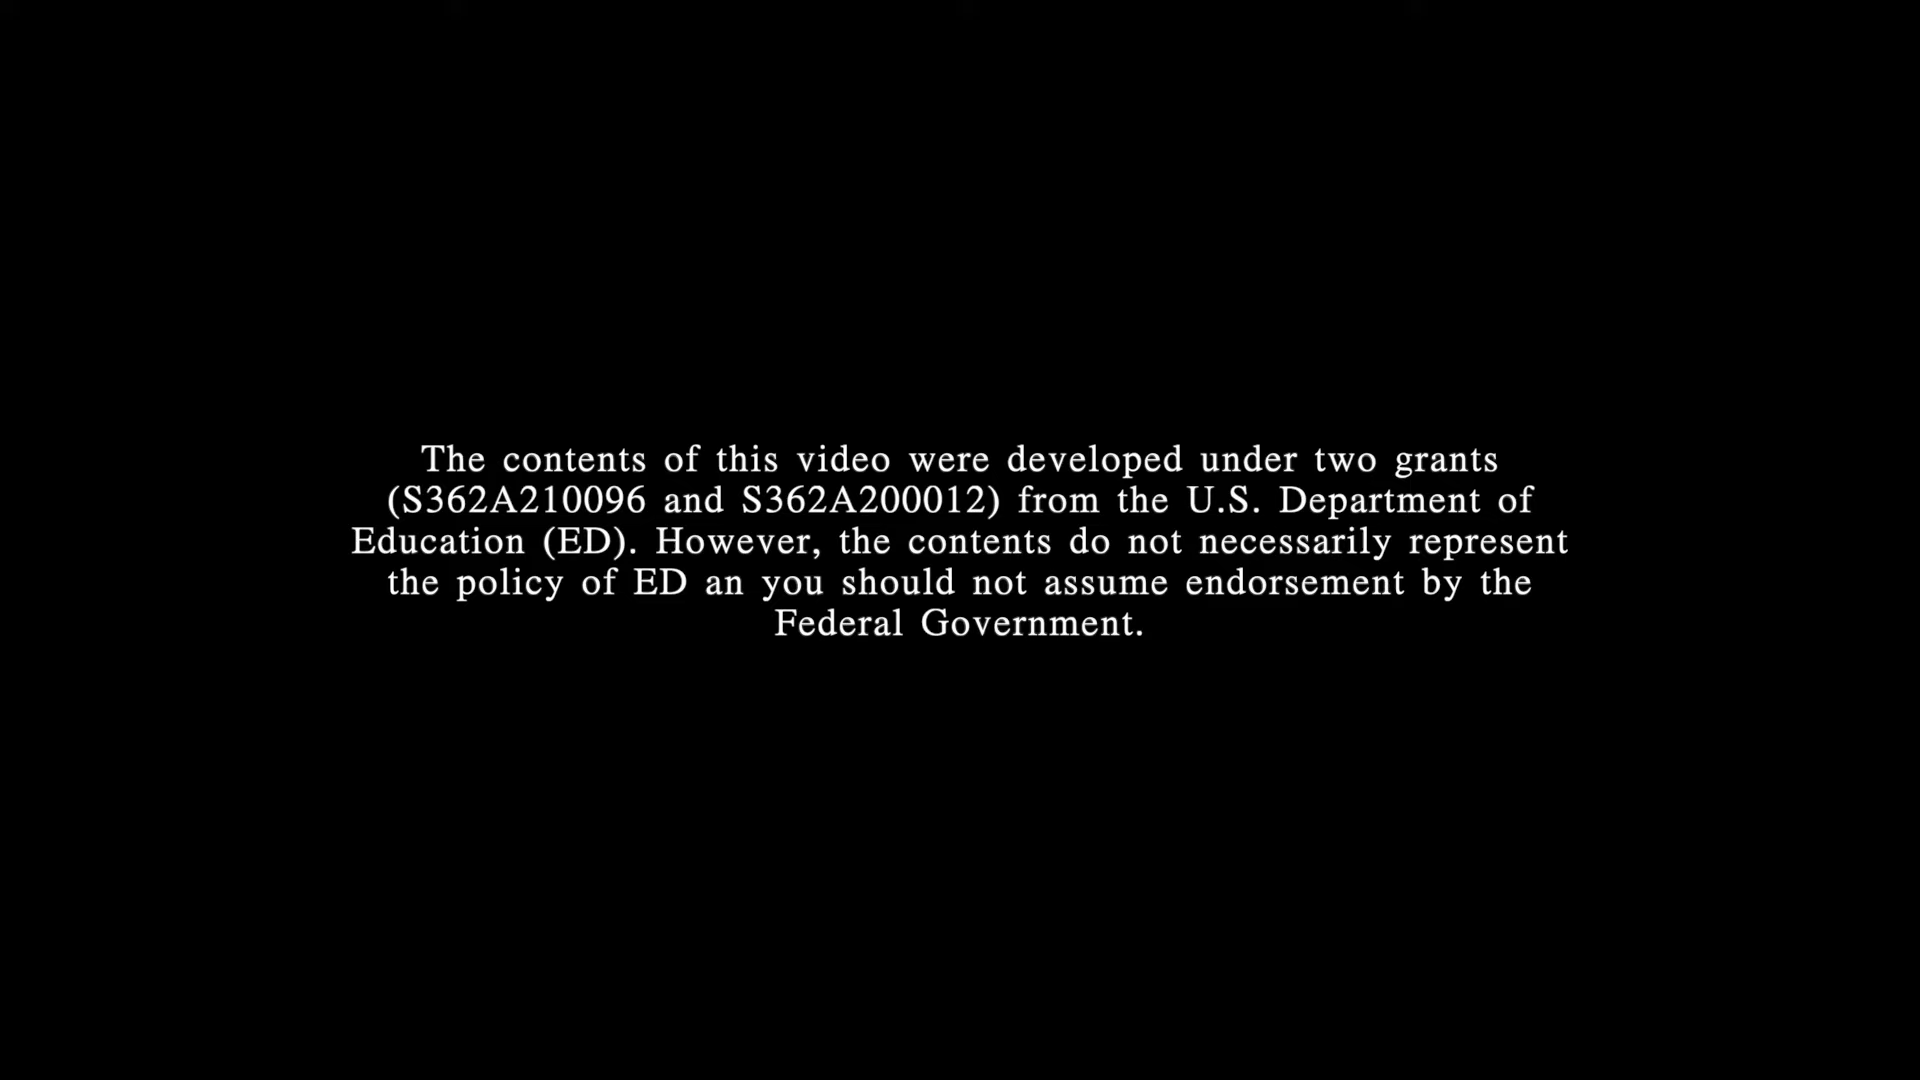 The contents of this video were developed under two grants
(S362A210096 and S362A200012) from the U.S. Department of
Education (ED). However, the contents do not necessarily represent
the policy of ED an you should not assume endorsement by the
Federal Government.